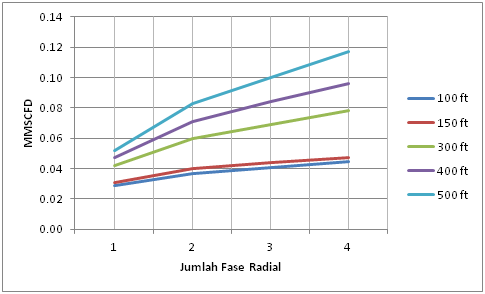 0.14
0.12
0.10
0.08
0.06
0.04
0.02
0.00
MMSCFD
1 2 3 4
Jumlah Fase Radial
100 ft
150 ft
300 ft
400 ft
500 ft